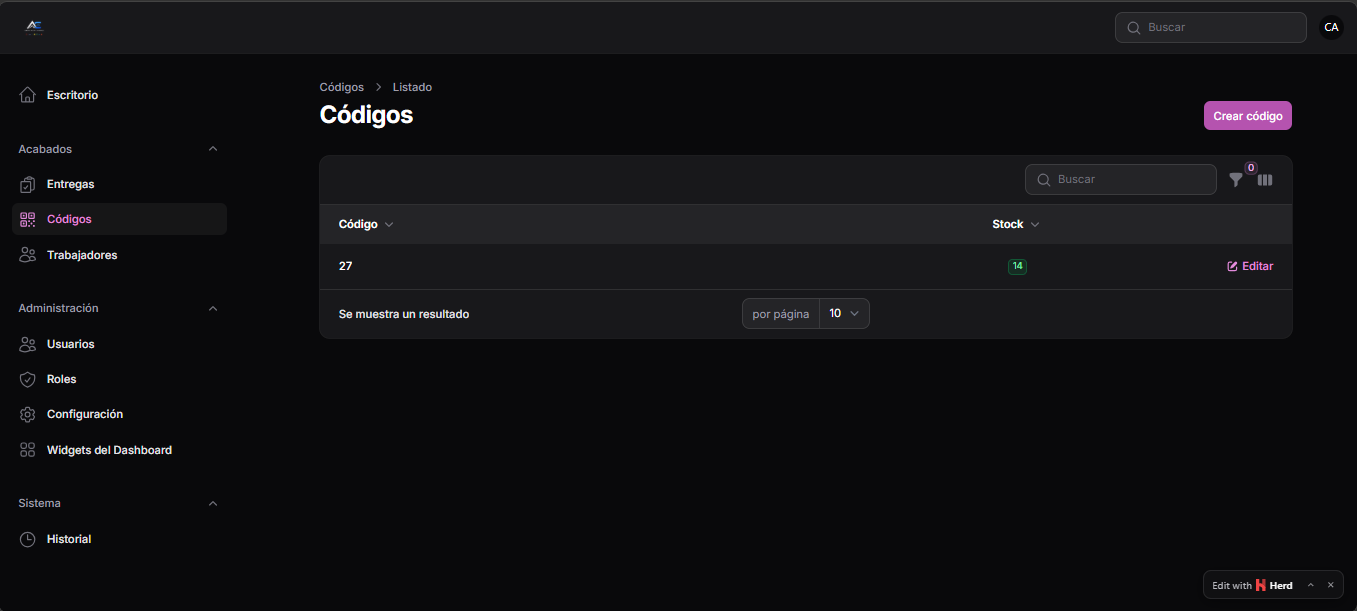 Buscar
CA
Escritorio
Acabados
Entregas
Códigos
Trabajadores
Administración
Usuarios
Roles
Configuración
Widgets del Dashboard
Sistema
Historial
Códigos > Listado
Códigos
Crear código
Buscar
0
Código Stock
27 14 Editar
Se muestra un resultado por página 10
Edit with Herd